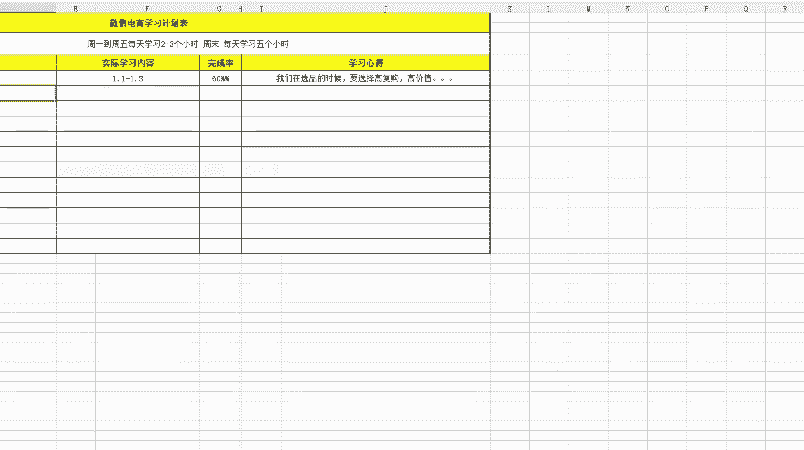 微信电商学习计划表
周一到周五每天学习2-3个小时 周末 每天学习五个小时
实际学习内容 完成率 学习心得
1.1-1.3 60% 我们在选品的时候，要选择高复购，高价值。。。